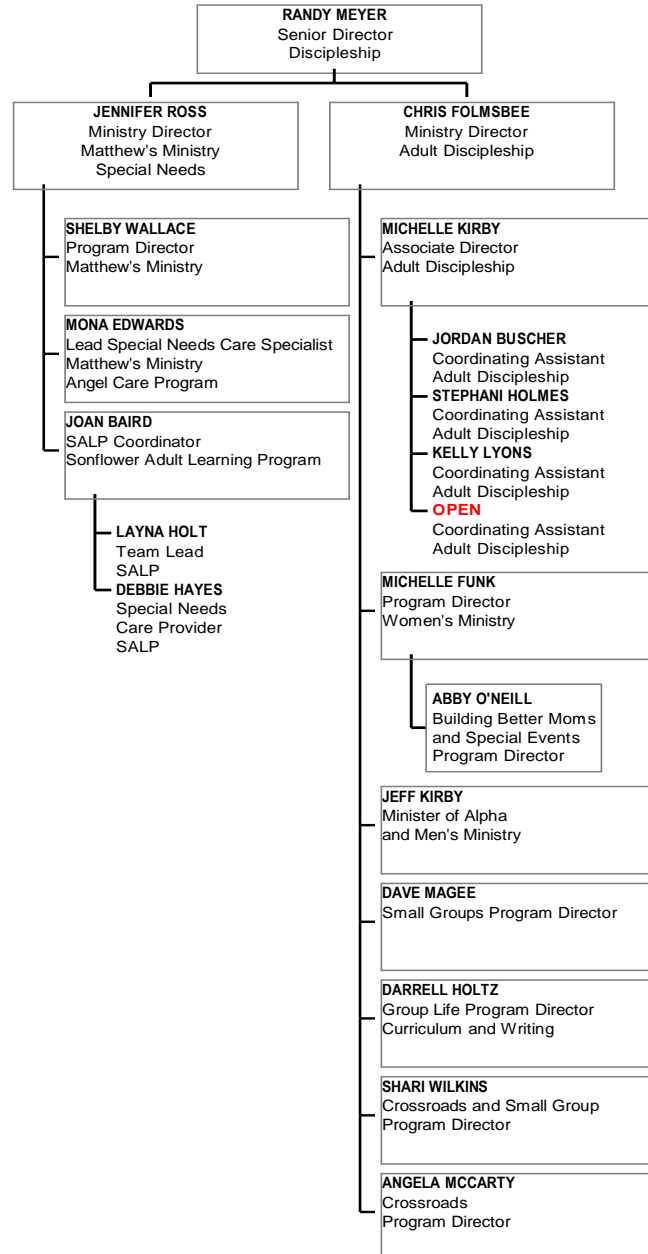 RANDY MEYER
Senior Director
Discipleship
JENNIFER ROSS
Ministry Director
Matthew's Ministry
Special Needs
SHELBY WALLACE
Program Director
Matthew's Ministry
MONA EDWARDS
Lead Special Needs Care Specialist
Matthew's Ministry
Angel Care Program
JOAN BAIRD
SALP Coordinator
Sonflower Adult Learning Program
LAYNA HOLT
Team Lead
SALP
DEBBIE HAYES
Special Needs
Care Provider
SALP
CHRIS FOLMSBEE
Ministry Director
Adult Discipleship
MICHELLE KIRBY
Associate Director
Adult Discipleship
JORDAN BUSCHER
Coordinating Assistant
Adult Discipleship
STEPHANI HOLMES
Coordinating Assistant
Adult Discipleship
KELLY LYONS
Coordinating Assistant
Adult Discipleship
OPEN
Coordinating Assistant
Adult Discipleship
MICHELLE FUNK
Program Director
Women's Ministry
ABBY O'NEILL
Building Better Moms
and Special Events
Program Director
JEFF KIRBY
Minister of Alpha
and Men's Ministry
DAVE MAGEE
Small Groups Program Director
DARRELL HOLTZ
Group Life Program Director
Curriculum and Writing
SHARI WILKINS
Crossroads and Small Group
Program Director
ANGELA MCCARTY
Crossroads
Program Director